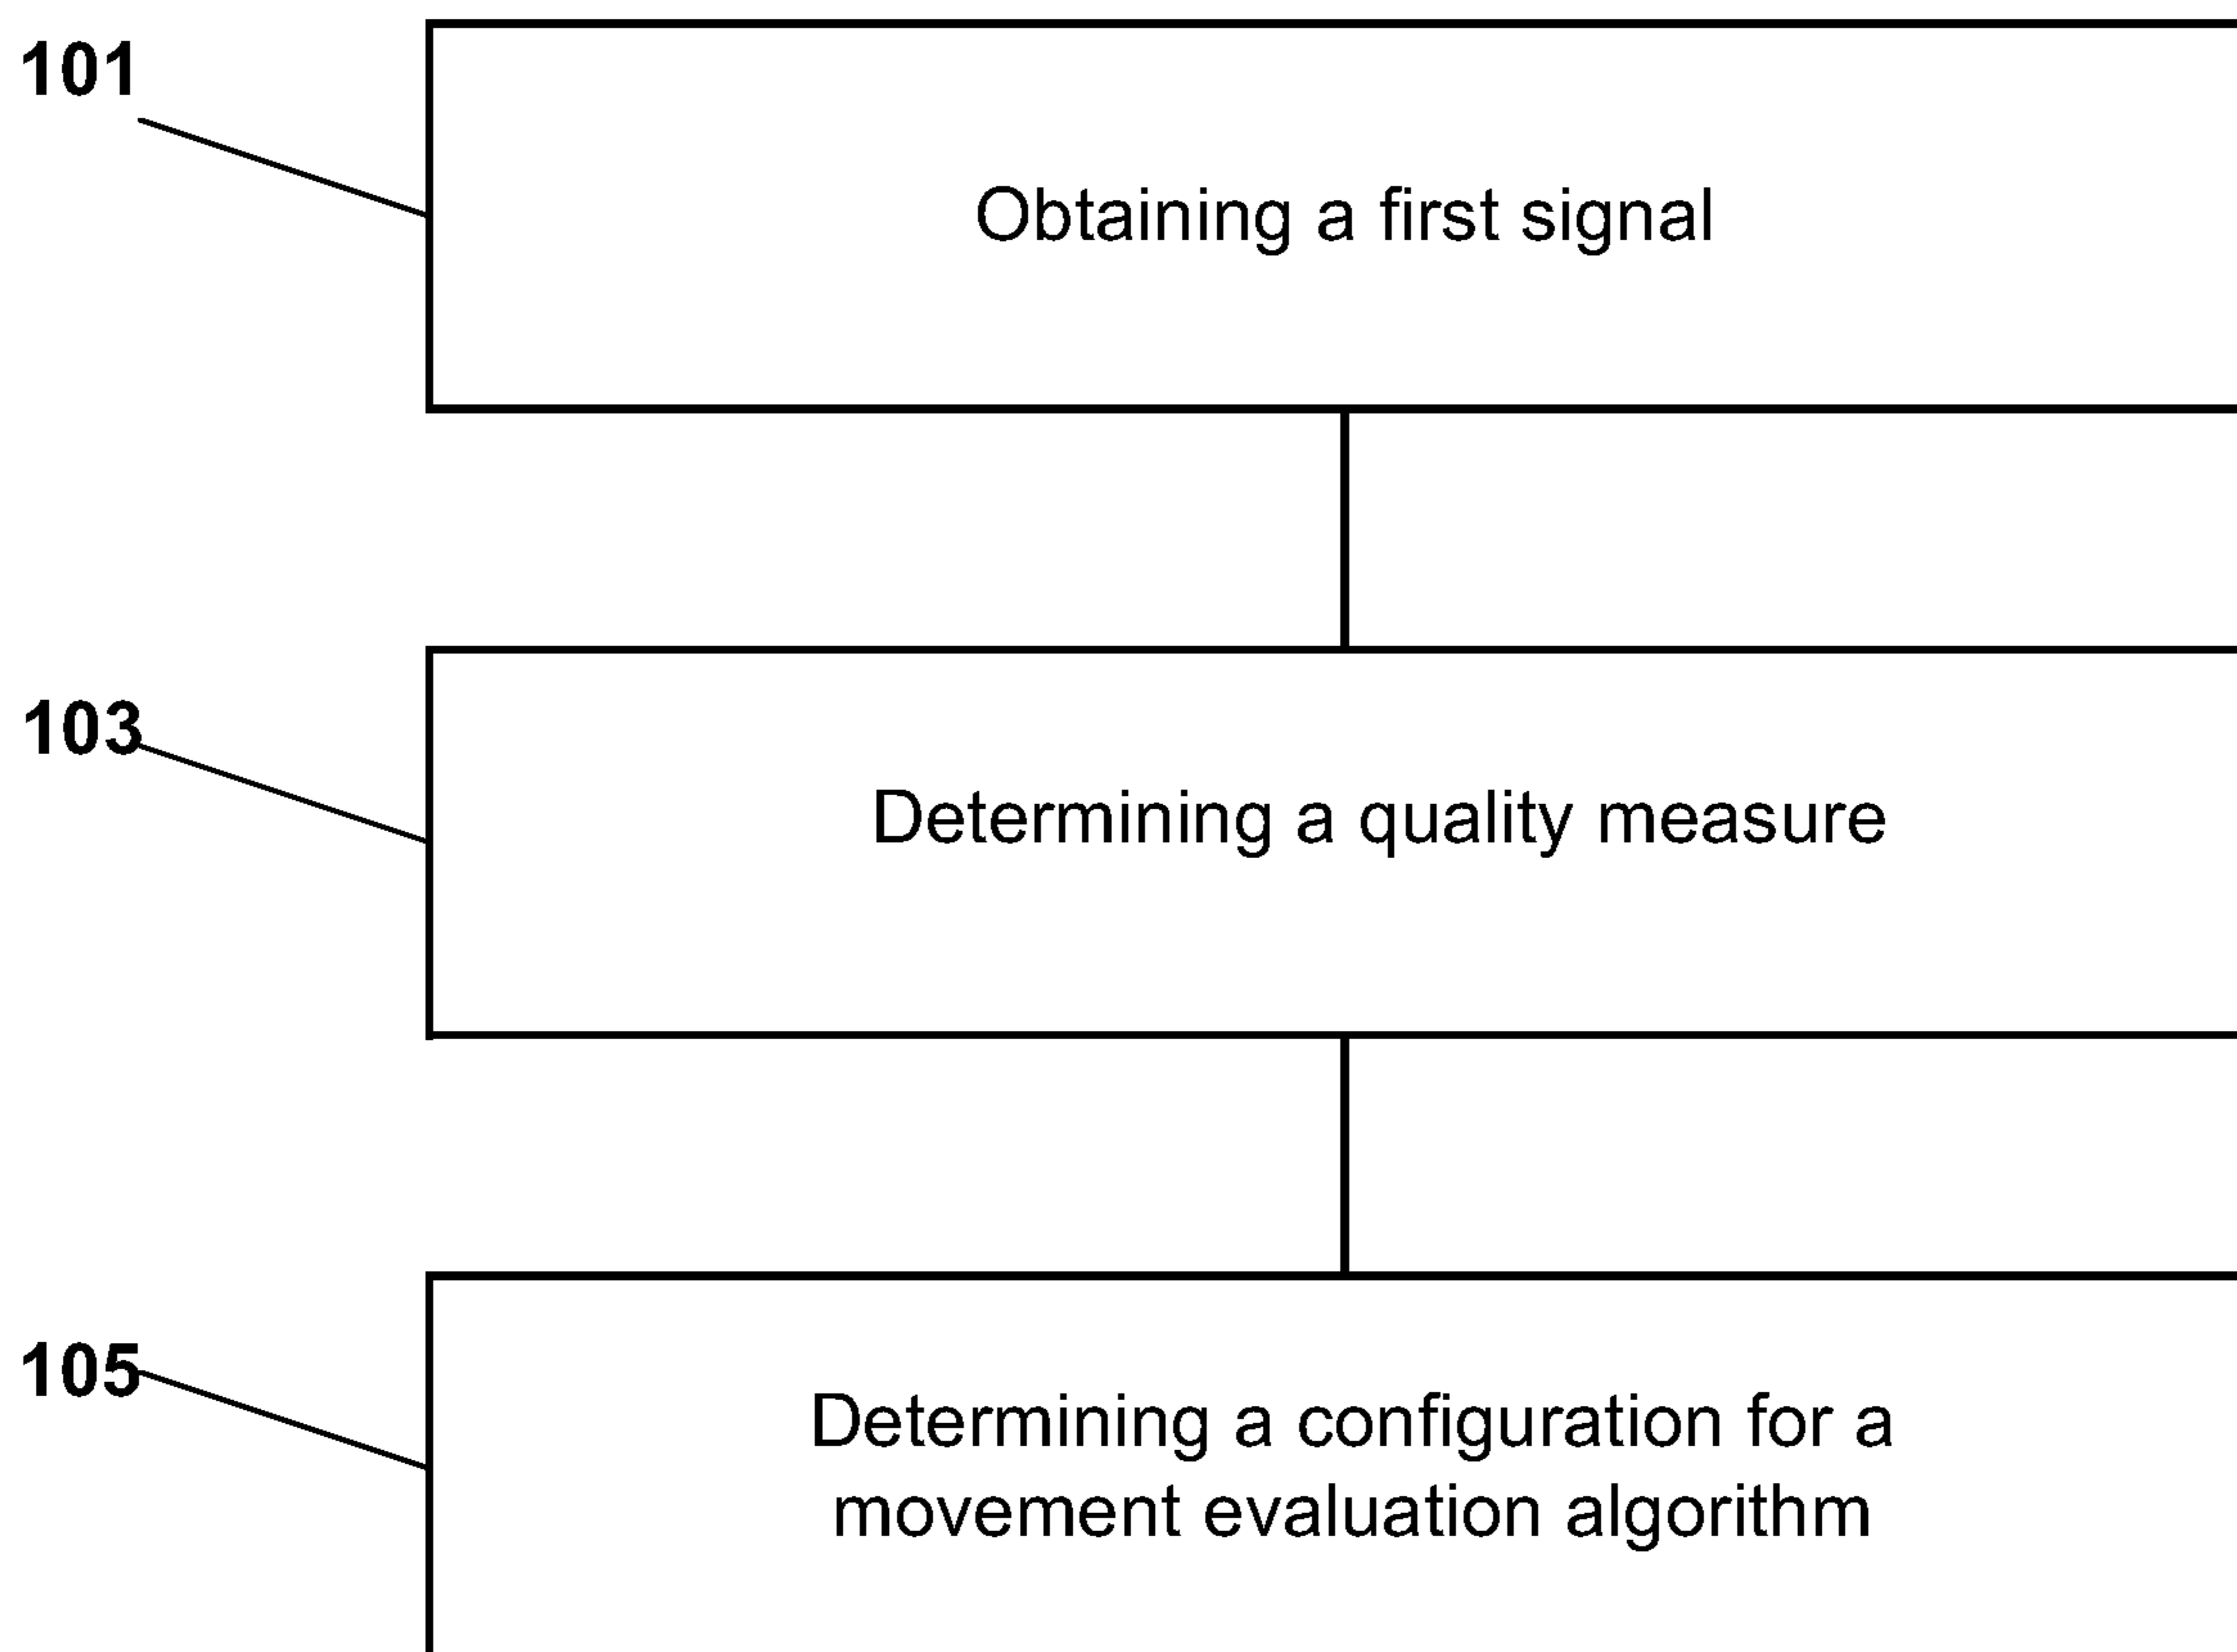 101
Obtaining a first signal
103
Determining a quality measure
105
Determining a configuration for a
movement evaluation algorithm